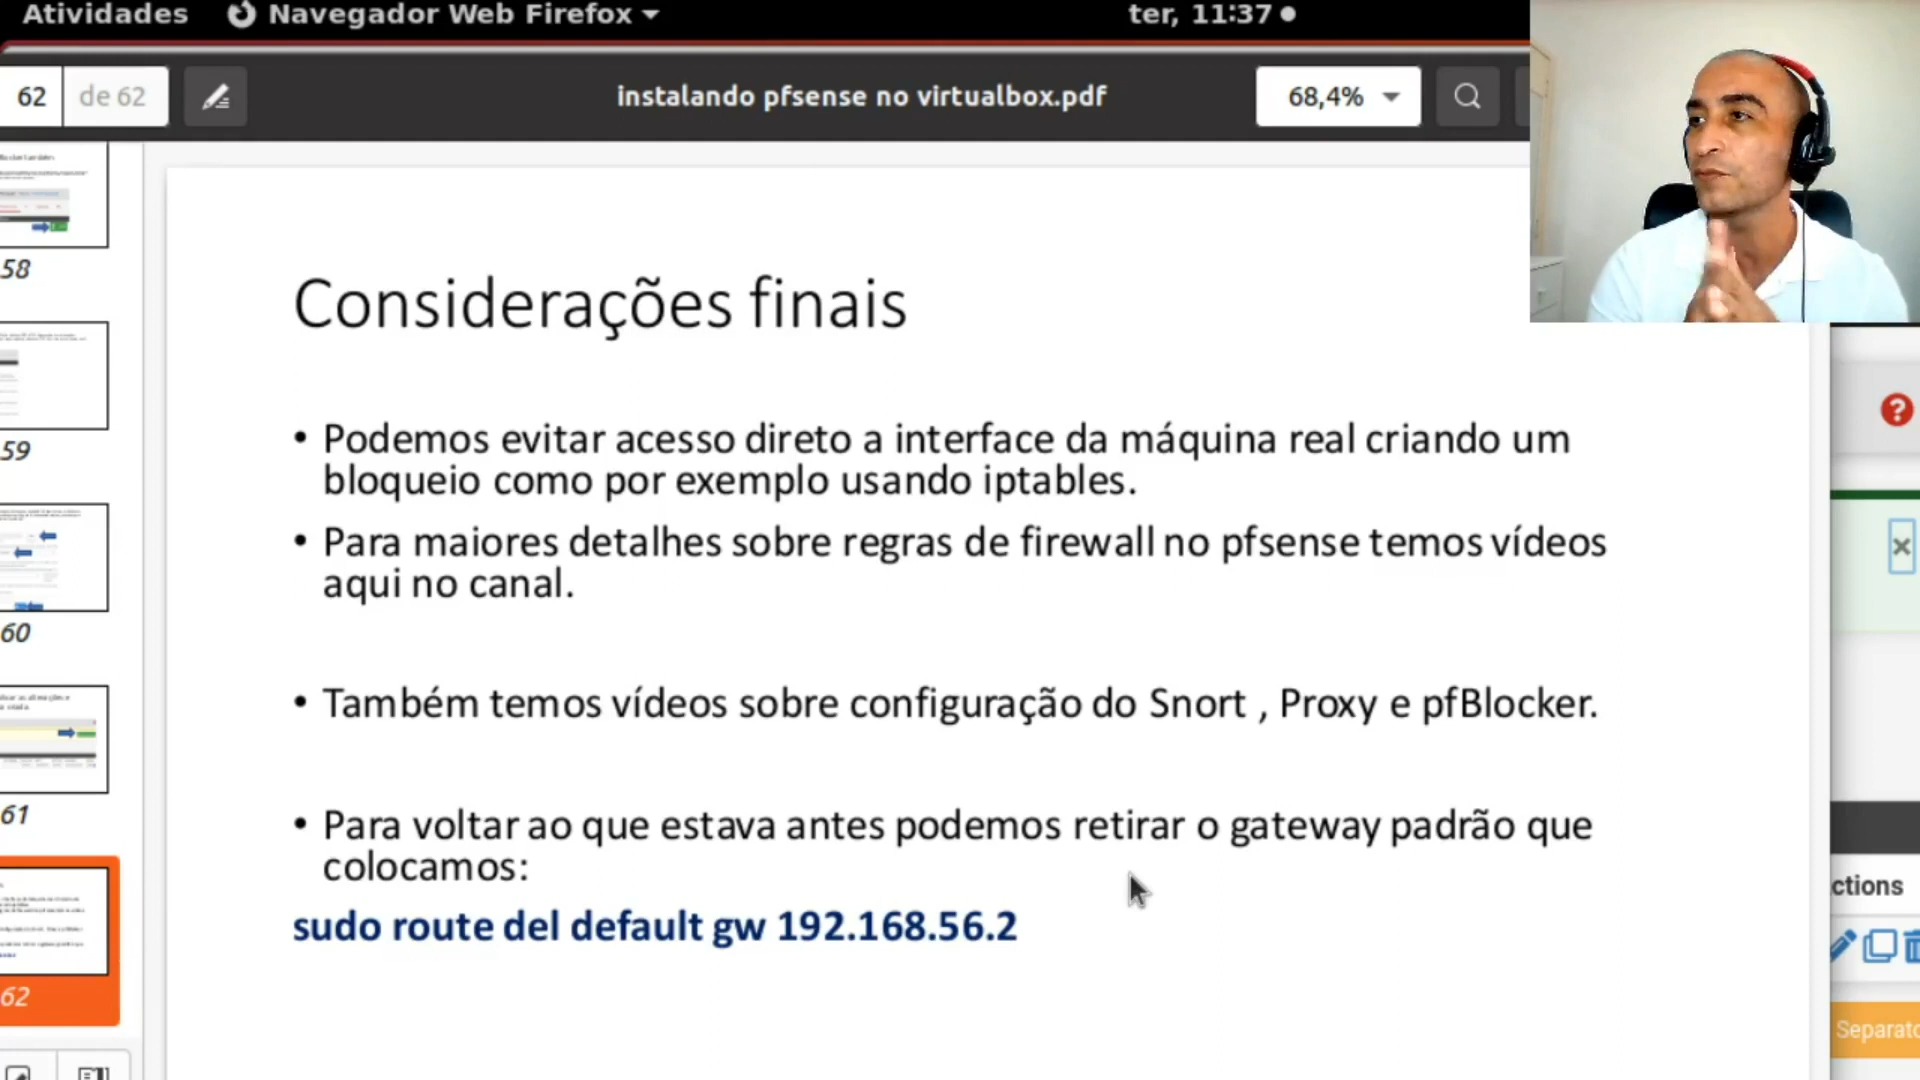 Atividades
Navegador Web Firefox
ter, 11:37
62
de 62
instalando pfsense no virtualbox.pdf
68,4%
58
59
60
61
62
Considerações finais
• Podemos evitar acesso direto a interface da máquina real criando um
bloqueio como por exemplo usando iptables.
• Para maiores detalhes sobre regras de firewall no pfsense temos vídeos
aqui no canal.
• Também temos vídeos sobre configuração do Snort , Proxy e pfBlocker.
• Para voltar ao que estava antes podemos retirar o gateway padrão que
colocamos:
sudo route del default gw 192.168.56.2
ctions
Separato